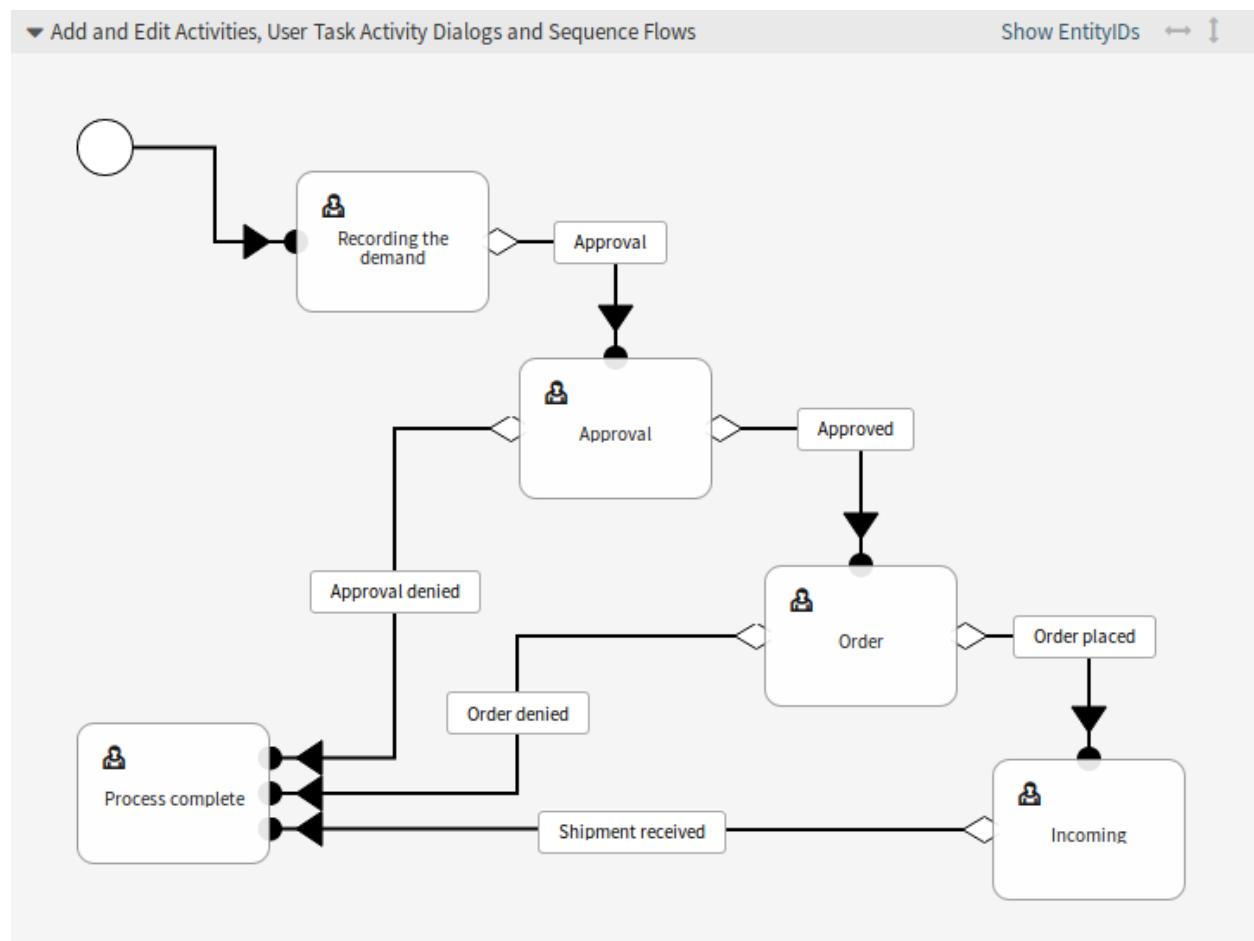 Add and Edit Activities, User Task Activity Dialogs and Sequence Flows
Show EntityIDs
Recording the
demand
Approval
Approval
Approved
Approval denied
Order
Order placed
Order denied
Process complete
Shipment received
Incoming